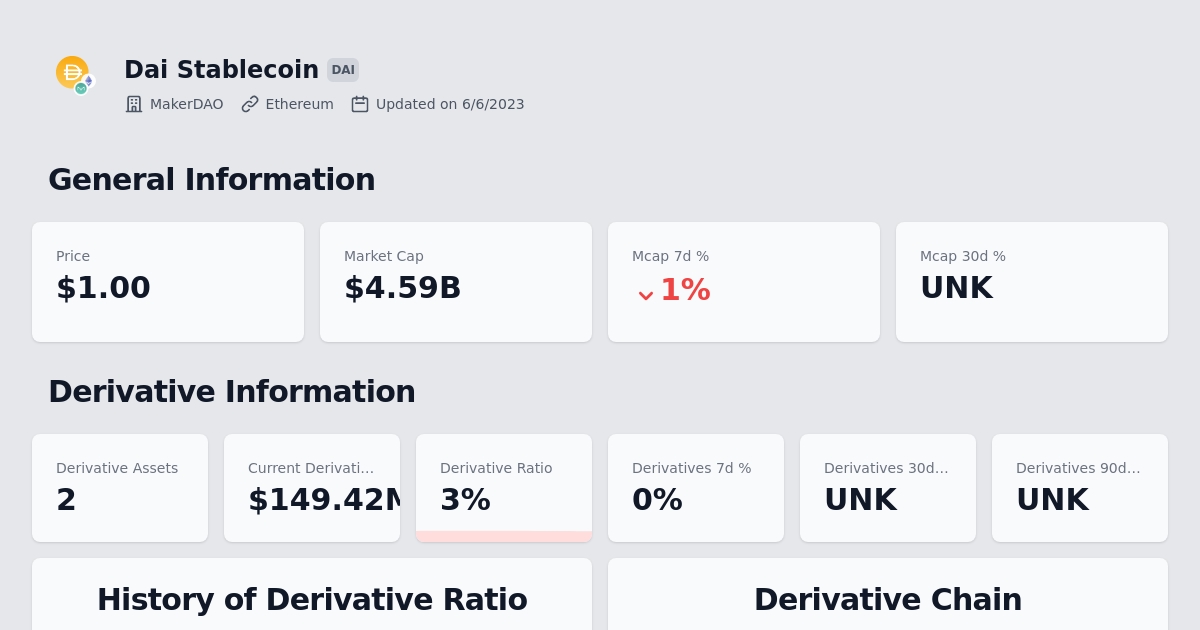 Dai Stablecoin DAI
MakerDAO Ethereum Updated on 6/6/2023
General Information
Price Market Cap Mcap 7d % Mcap 30d %
$1.00 $4.59B 1% UNK
Derivative Information
Derivative Assets Current Derivati... Derivative Ratio Derivatives 7d % Derivatives 30d... Derivatives 90d...
2 $149.42M 3% 0% UNK UNK
History of Derivative Ratio Derivative Chain